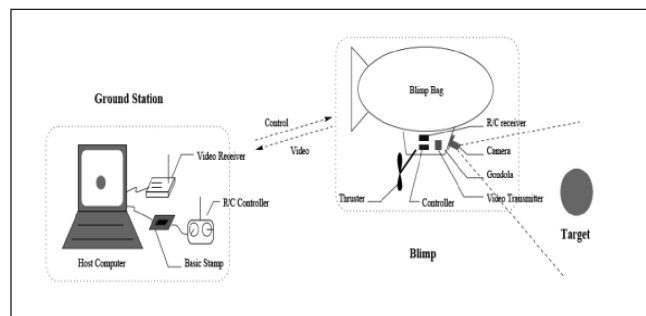 Ground Station
Video Receiver
R/C Controller
Host Computer
Basic Stamp
Control
Video
Blimp Bag
R/C receiver
Camera
Gondola
Video Transmitter
Thruster
Controller
Blimp
Target